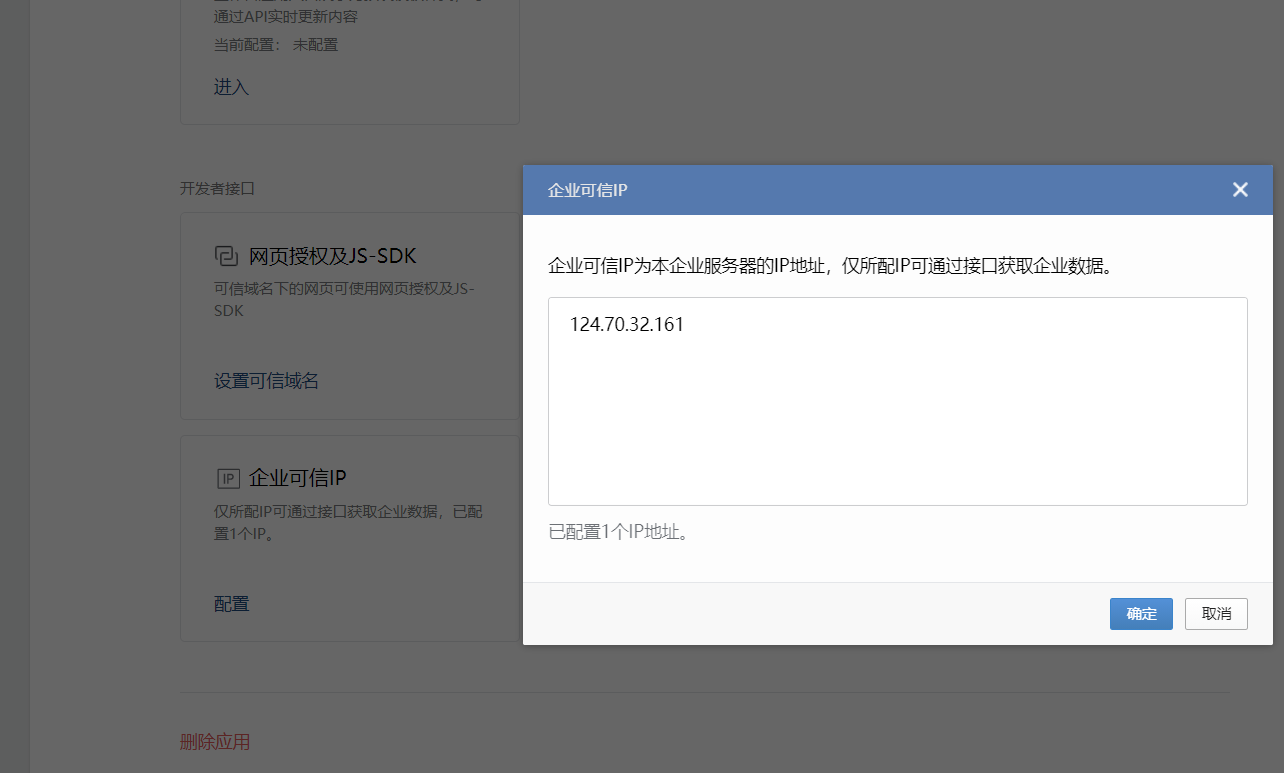 通过API实时更新内容
当前配置： 未配置
进入
开发者接口
网页授权及JS-SDK
可信域名下的网页可使用网页授权及JS-
SDK
设置可信域名
企业可信IP
仅所配IP可通过接口获取企业数据，已配
置1个IP。
配置
删除应用
企业可信IP
企业可信IP为本企业服务器的IP地址，仅所配IP可通过接口获取企业数据。
124.70.32.161
已配置1个IP地址。
确定
取消